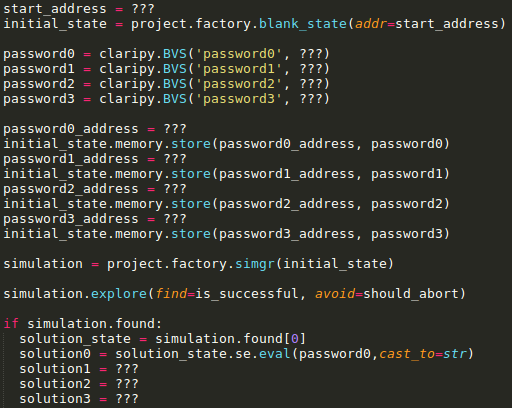 start_address = ???
initial_state = project.factory.blank_state(addr=start_address)

password0 = claripy.BVS('password0', ???)
password1 = claripy.BVS('password1', ???)
password2 = claripy.BVS('password2', ???)
password3 = claripy.BVS('password3', ???)

password0_address = ???
initial_state.memory.store(password0_address, password0)
password1_address = ???
initial_state.memory.store(password1_address, password1)
password2_address = ???
initial_state.memory.store(password2_address, password2)
password3_address = ???
initial_state.memory.store(password3_address, password3)

simulation = project.factory.simgr(initial_state)

simulation.explore(find=is_successful, avoid=should_abort)

if simulation.found:
  solution_state = simulation.found[0]
  solution0 = solution_state.se.eval(password0,cast_to=str)
  solution1 = ???
  solution2 = ???
  solution3 = ???